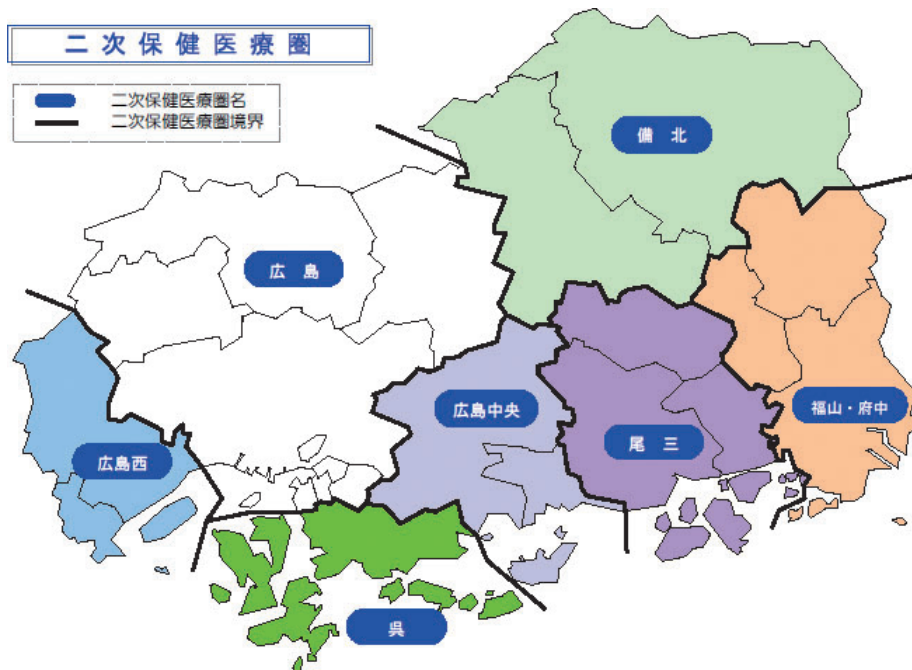 二次保健医療圏
二次保健医療圏名
二次保健医療圏境界
備北
広島
広島中央
福山・府中
尾三
広島西
呉